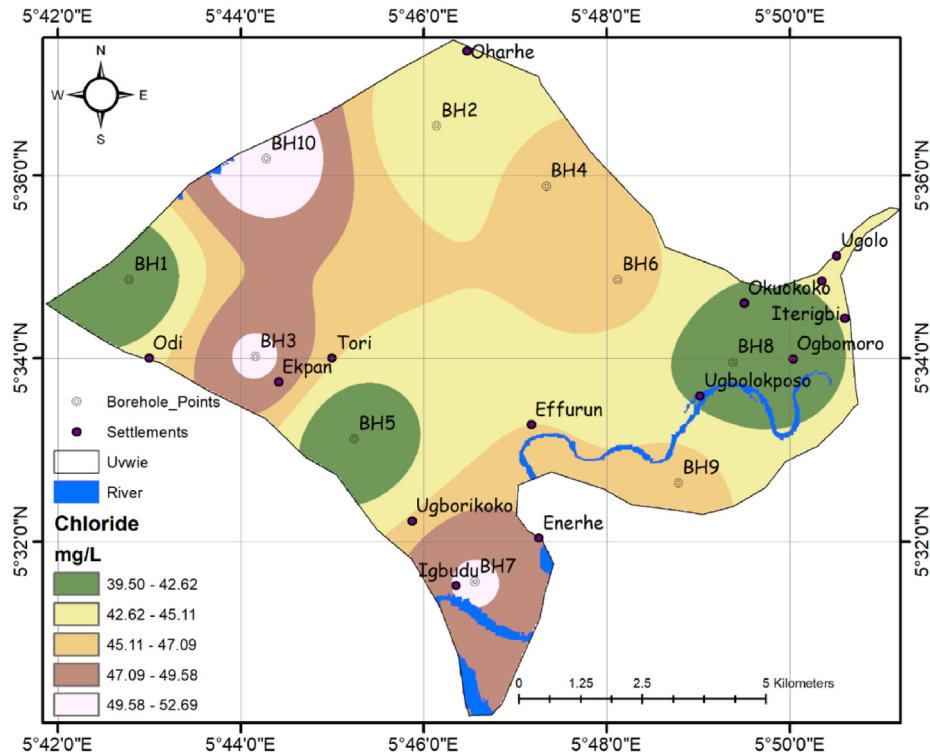 5°42'0"E 5°44'0"E 5°46'0"E 5°48'0"E 5°50'0"E
N
W E
S
Oharhe
BH2
BH10
BH4
5°36'0"N 5°36'0"N
Ugolo
BH1
BH6
Okuokoko
Iterigbi
Odi
BH3
Tori
BH8
Ogbomoro
5°34'0"N 5°34'0"N
Ekpan
Ugbolokposo
Borehole_Points
BH5
Effurun
Settlements
Uvwie
BH9
River
Ugborikoko
Enerhe
Chloride
5°32'0"N 5°32'0"N
mg/L
Igbudu
BH7
39.50 - 42.62
42.62 - 45.11
45.11 - 47.09
47.09 - 49.58
49.58 - 52.69
0 1.25 2.5 5 Kilometers
5°42'0"E 5°44'0"E 5°46'0"E 5°48'0"E 5°50'0"E